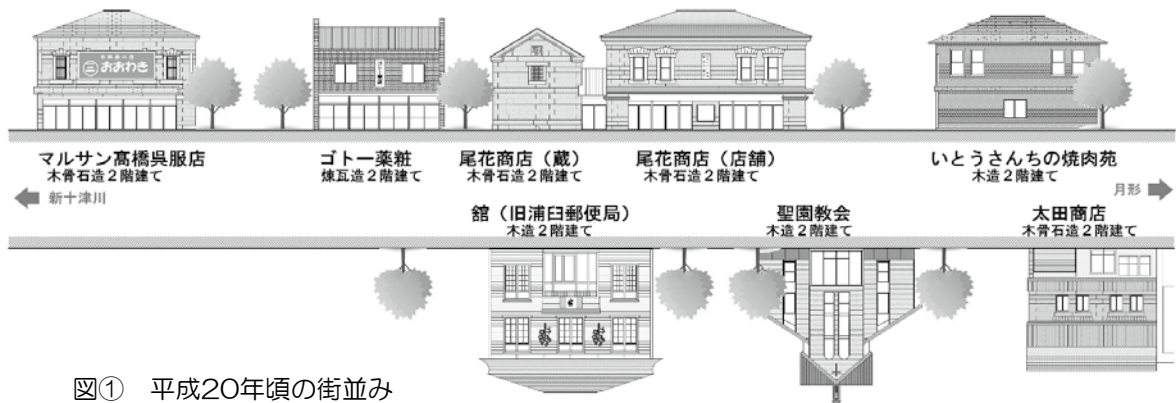 おおわき
マルサン髙橋呉服店
木骨石造2階建て
ゴトー薬粧
煉瓦造2階建て
尾花商店（蔵）
木骨石造2階建て
尾花商店（店舗）
木骨石造2階建て
いとうさんちの焼肉苑
木造2階建て
新十津川
月形
舘（旧浦臼郵便局）
木造2階建て
聖園教会
木造2階建て
太田商店
木骨石造2階建て
図①　平成20年頃の街並み